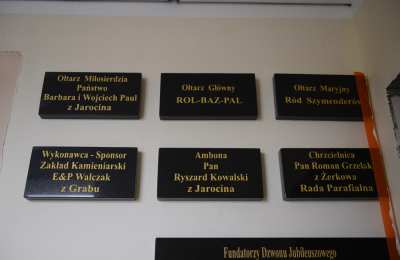 Ołtarz Miłosierdzia
Państwo
Barbara i Wojciech Paul
z Jarocina
Ołtarz Główny
ROL-BAZ-PAL
Ołtarz Maryjny
Ród Szymenderów
Wykonawca - Sponsor
Zakład Kamieniarski
E&P Walczak
z Grabu
Ambona
Pan
Ryszard Kowalski
z Jarocina
Chrzcielnica
Pan Roman Grzelak
z Żerkowa
Rada Parafialna
Fundatorzy Dzwonu Jubileuszowego